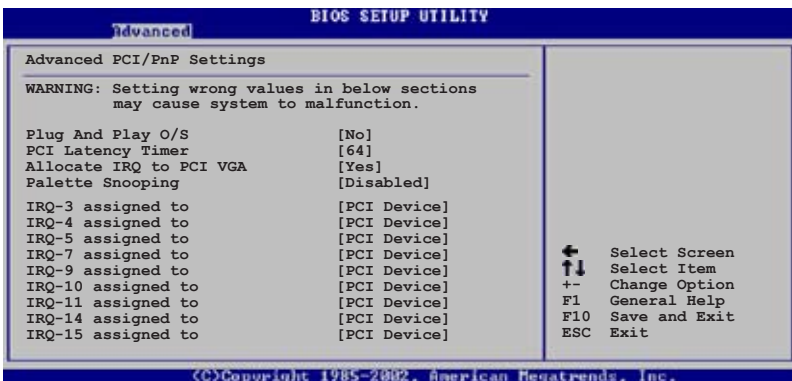 BIOS SETUP UTILITY
Advanced
Advanced PCI/PnP Settings
WARNING: Setting wrong values in below sections
may cause system to malfunction.
Plug And Play O/S [No]
PCI Latency Timer [64]
Allocate IRQ to PCI VGA [Yes]
Palette Snooping [Disabled]
IRQ-3 assigned to [PCI Device]
IRQ-4 assigned to [PCI Device]
IRQ-5 assigned to [PCI Device]
IRQ-7 assigned to [PCI Device]
IRQ-9 assigned to [PCI Device]
IRQ-10 assigned to [PCI Device]
IRQ-11 assigned to [PCI Device]
IRQ-14 assigned to [PCI Device]
IRQ-15 assigned to [PCI Device]
← Select Screen
↑↓ Select Item
+- Change Option
F1 General Help
F10 Save and Exit
ESC Exit
(C)Copyright 1985-2002, American Megatrends, Inc.